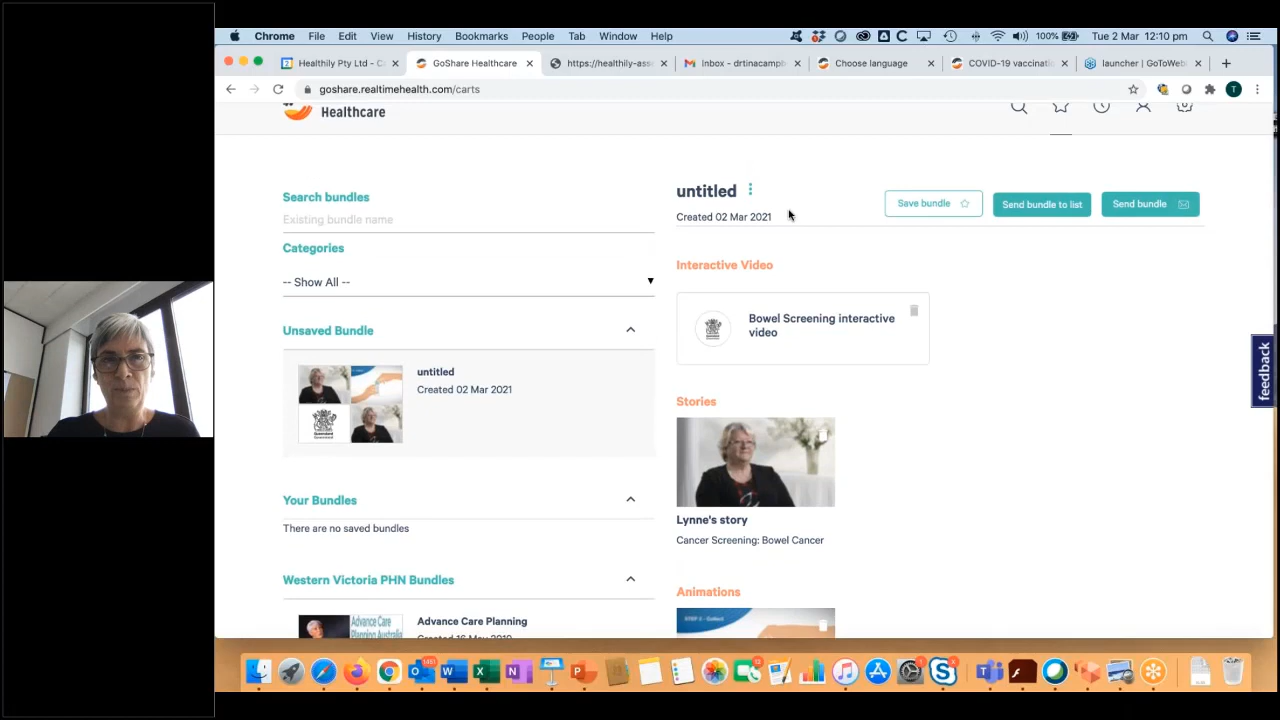 Chrome File Edit View History Bookmarks People Tab Window Help
100% Tue 2 Mar 12:10 pm
Healthily Pty Ltd - C
GoShare Healthcare
https://healthily-ass
Inbox - drtinacampb
Choose language
COVID-19 vaccinati
launcher | GoToWebi
goshare.realtimehealth.com/carts
T
Healthcare
Search bundles
Existing bundle name
Categories
-- Show All --
Unsaved Bundle
untitled
Created 02 Mar 2021
Your Bundles
There are no saved bundles
Western Victoria PHN Bundles
Advance Care Planning
untitled
Created 02 Mar 2021
Save bundle
Send bundle to list
Send bundle
Interactive Video
Bowel Screening interactive
video
Stories
Lynne's story
Cancer Screening: Bowel Cancer
Animations
feedback